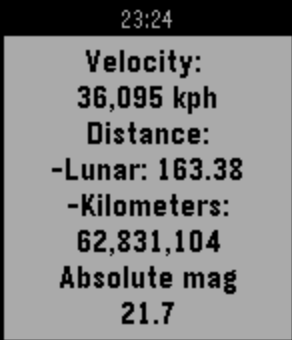 23:24
Velocity:
36,095 kph
Distance:
-Lunar: 163.38
-Kilometers:
62,831,104
Absolute mag
21.7